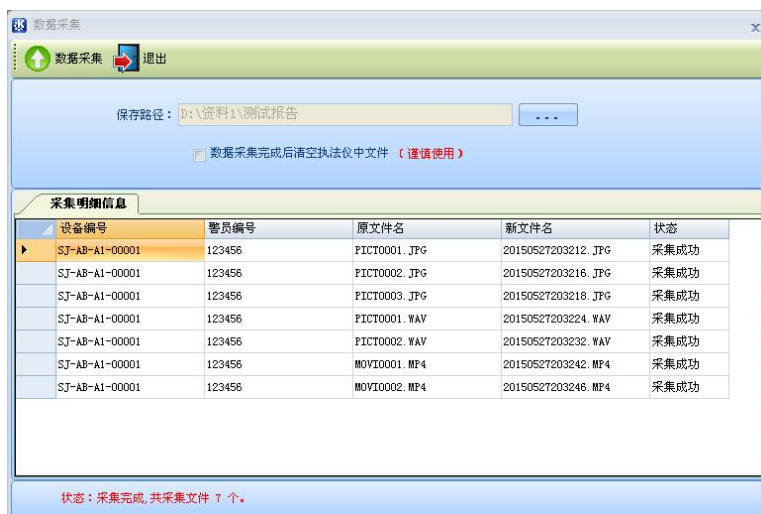 数据采集
数据采集 退出
保存路径： D:\资料1\测试报告 ...
数据采集完成后清空执法仪中文件 （谨慎使用）
采集明细信息
设备编号 警员编号 原文件名 新文件名 状态
SJ-AB-A1-00001 123456 PICT0001.JPG 20150527203212.JPG 采集成功
SJ-AB-A1-00001 123456 PICT0002.JPG 20150527203216.JPG 采集成功
SJ-AB-A1-00001 123456 PICT0003.JPG 20150527203218.JPG 采集成功
SJ-AB-A1-00001 123456 PICT0001.WAV 20150527203224.WAV 采集成功
SJ-AB-A1-00001 123456 PICT0002.WAV 20150527203232.WAV 采集成功
SJ-AB-A1-00001 123456 MOVI0001.MP4 20150527203242.MP4 采集成功
SJ-AB-A1-00001 123456 MOVI0002.MP4 20150527203246.MP4 采集成功
状态：采集完成,共采集文件 7 个。